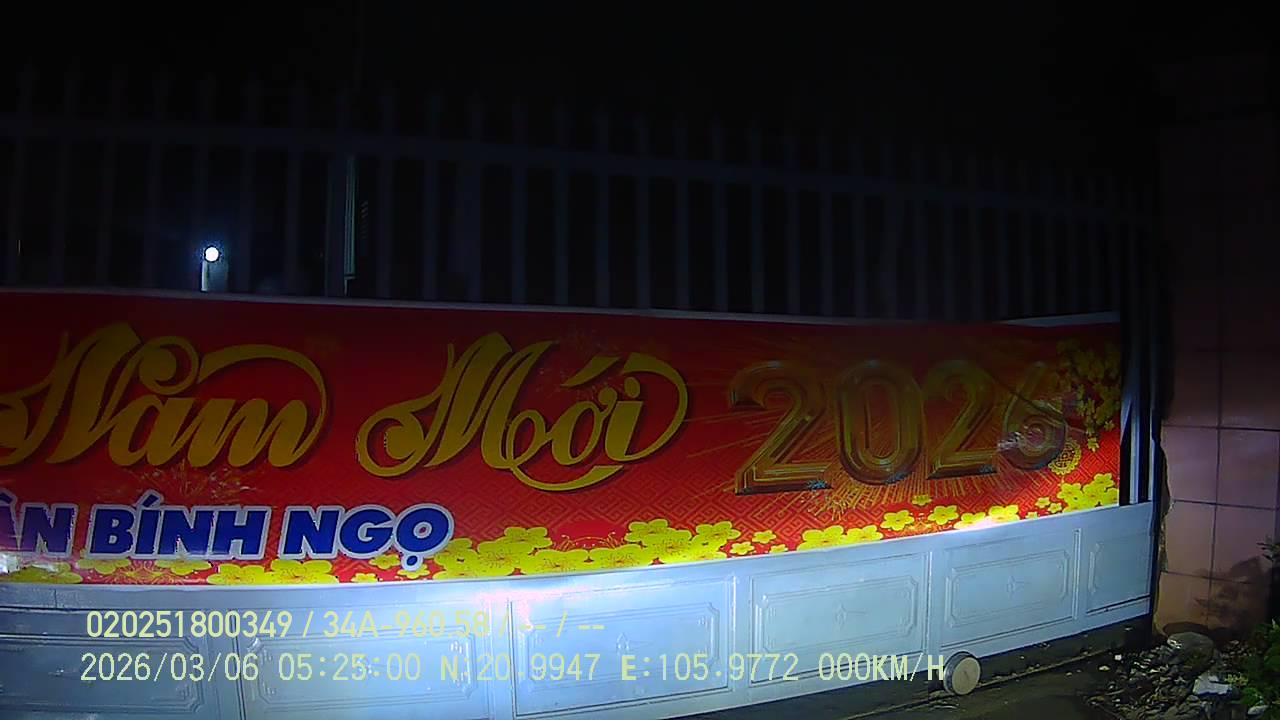 Năm Mới 2026
ÂN BÍNH NGỌ
020251800349 / 34A-960.58 / -- / --
2026/03/06 05:25:00 N:20.9947 E:105.9772 000KM/H